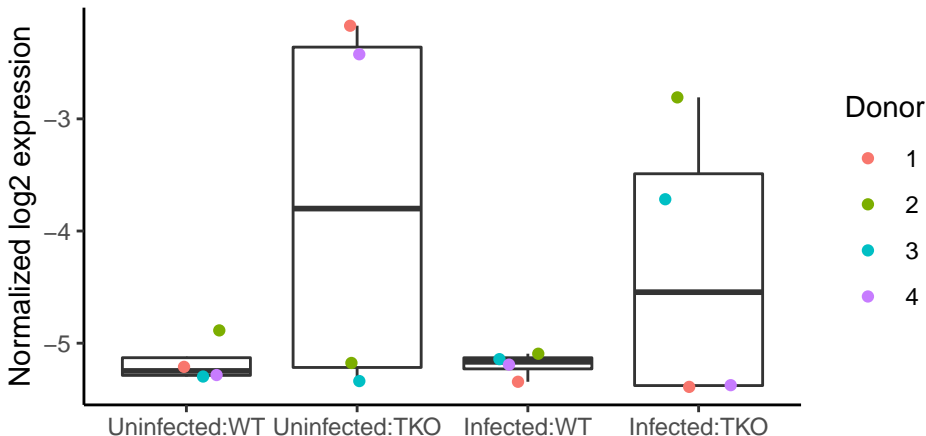 Normalized log2 expression
−3
−4
−5
Uninfected:WT
Uninfected:TKO
Infected:WT
Infected:TKO
Donor
1
2
3
4